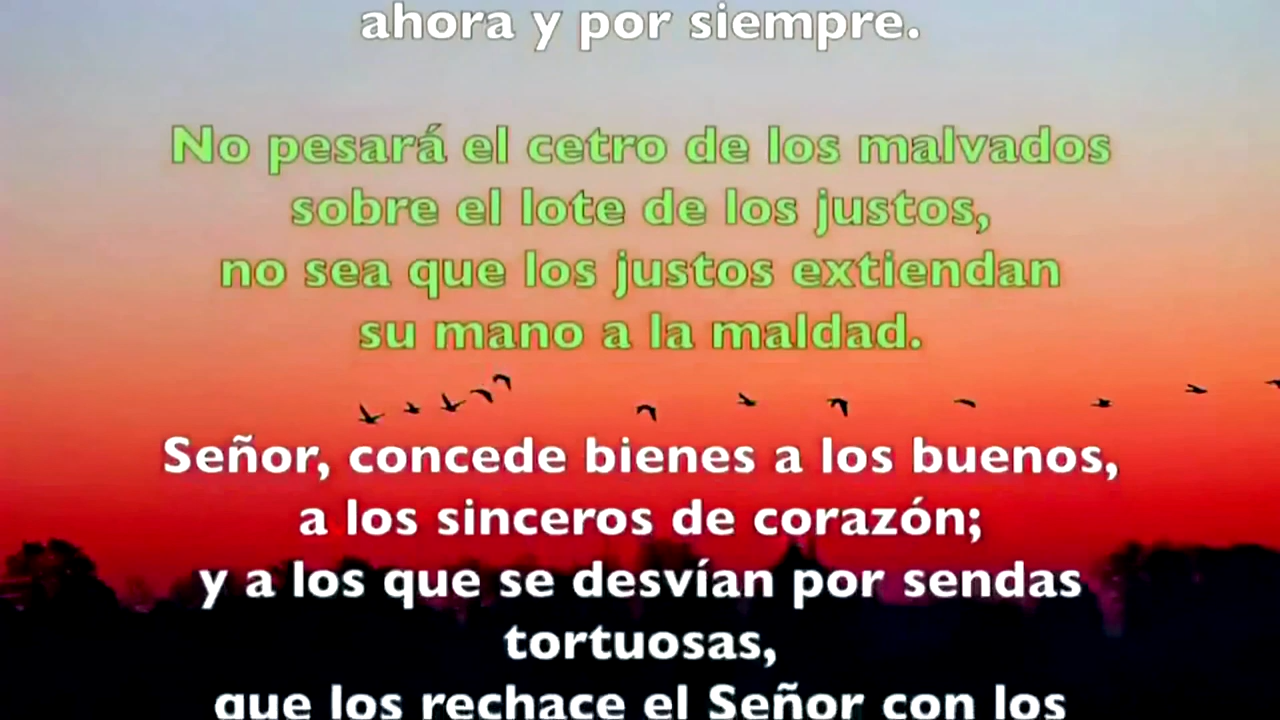 ahora y por siempre.
No pesará el cetro de los malvados
sobre el lote de los justos,
no sea que los justos extiendan
su mano a la maldad.
Señor, concede bienes a los buenos,
a los sinceros de corazón;
y a los que se desvían por sendas
tortuosas,
que los rechace el Señor con los